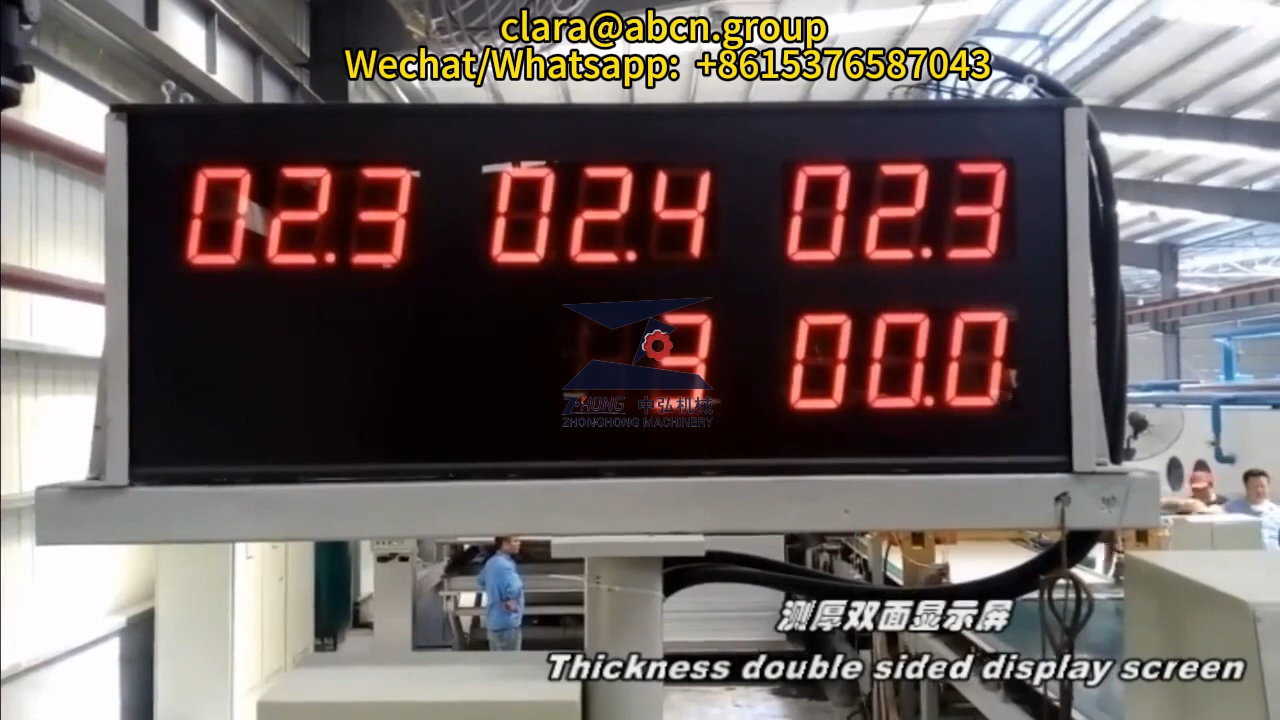 clara@abcn.group
Wechat/Whatsapp: +8615376587043
02.3 02.4 02.3
00.0
ZHONG 中弘机械
ZHONGHONG MACHINERY
测厚双面显示屏
Thickness double sided display screen